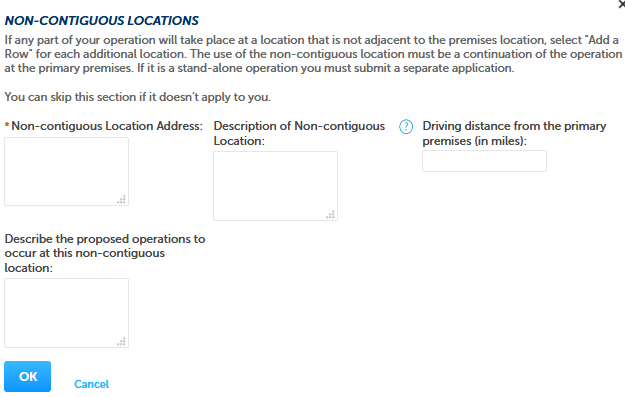 NON-CONTIGUOUS LOCATIONS
If any part of your operation will take place at a location that is not adjacent to the premises location, select "Add a
Row" for each additional location. The use of the non-contiguous location must be a continuation of the operation
at the primary premises. If it is a stand-alone operation you must submit a separate application.
You can skip this section if it doesn't apply to you.
* Non-contiguous Location Address:
Description of Non-contiguous
Location:
?
Driving distance from the primary
premises (in miles):
Describe the proposed operations to
occur at this non-contiguous
location:
OK
Cancel